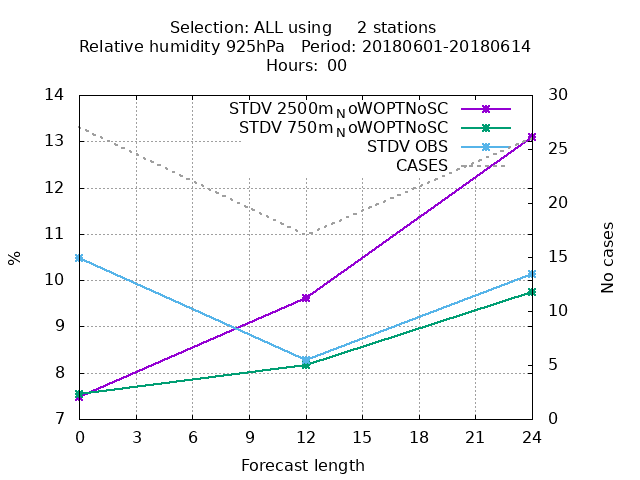 Selection: ALL using     2 stations
Relative humidity 925hPa   Period: 20180601-20180614
Hours:  00
STDV 2500m_NoWOPTNoSC
STDV 750m_NoWOPTNoSC
STDV OBS
CASES
14
13
12
11
10
9
8
7
%
30
25
20
15
10
5
0
No cases
0 3 6 9 12 15 18 21 24
Forecast length